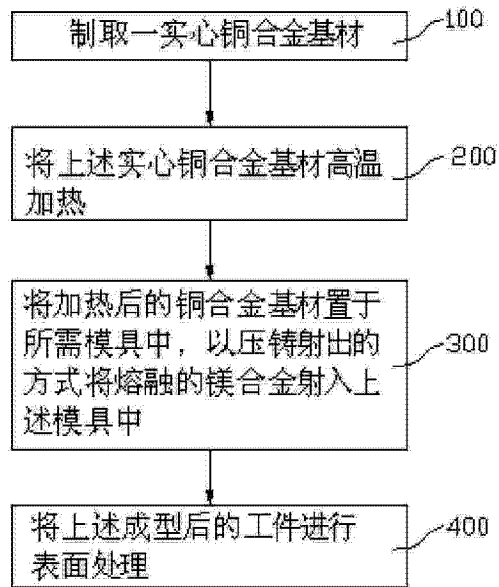 制取一实心铜合金基材
100
将上述实心铜合金基材高温
加热
200
将加热后的铜合金基材置于
所需模具中，以压铸射出的
方式将熔融的镁合金射入上
述模具中
300
将上述成型后的工件进行
表面处理
400